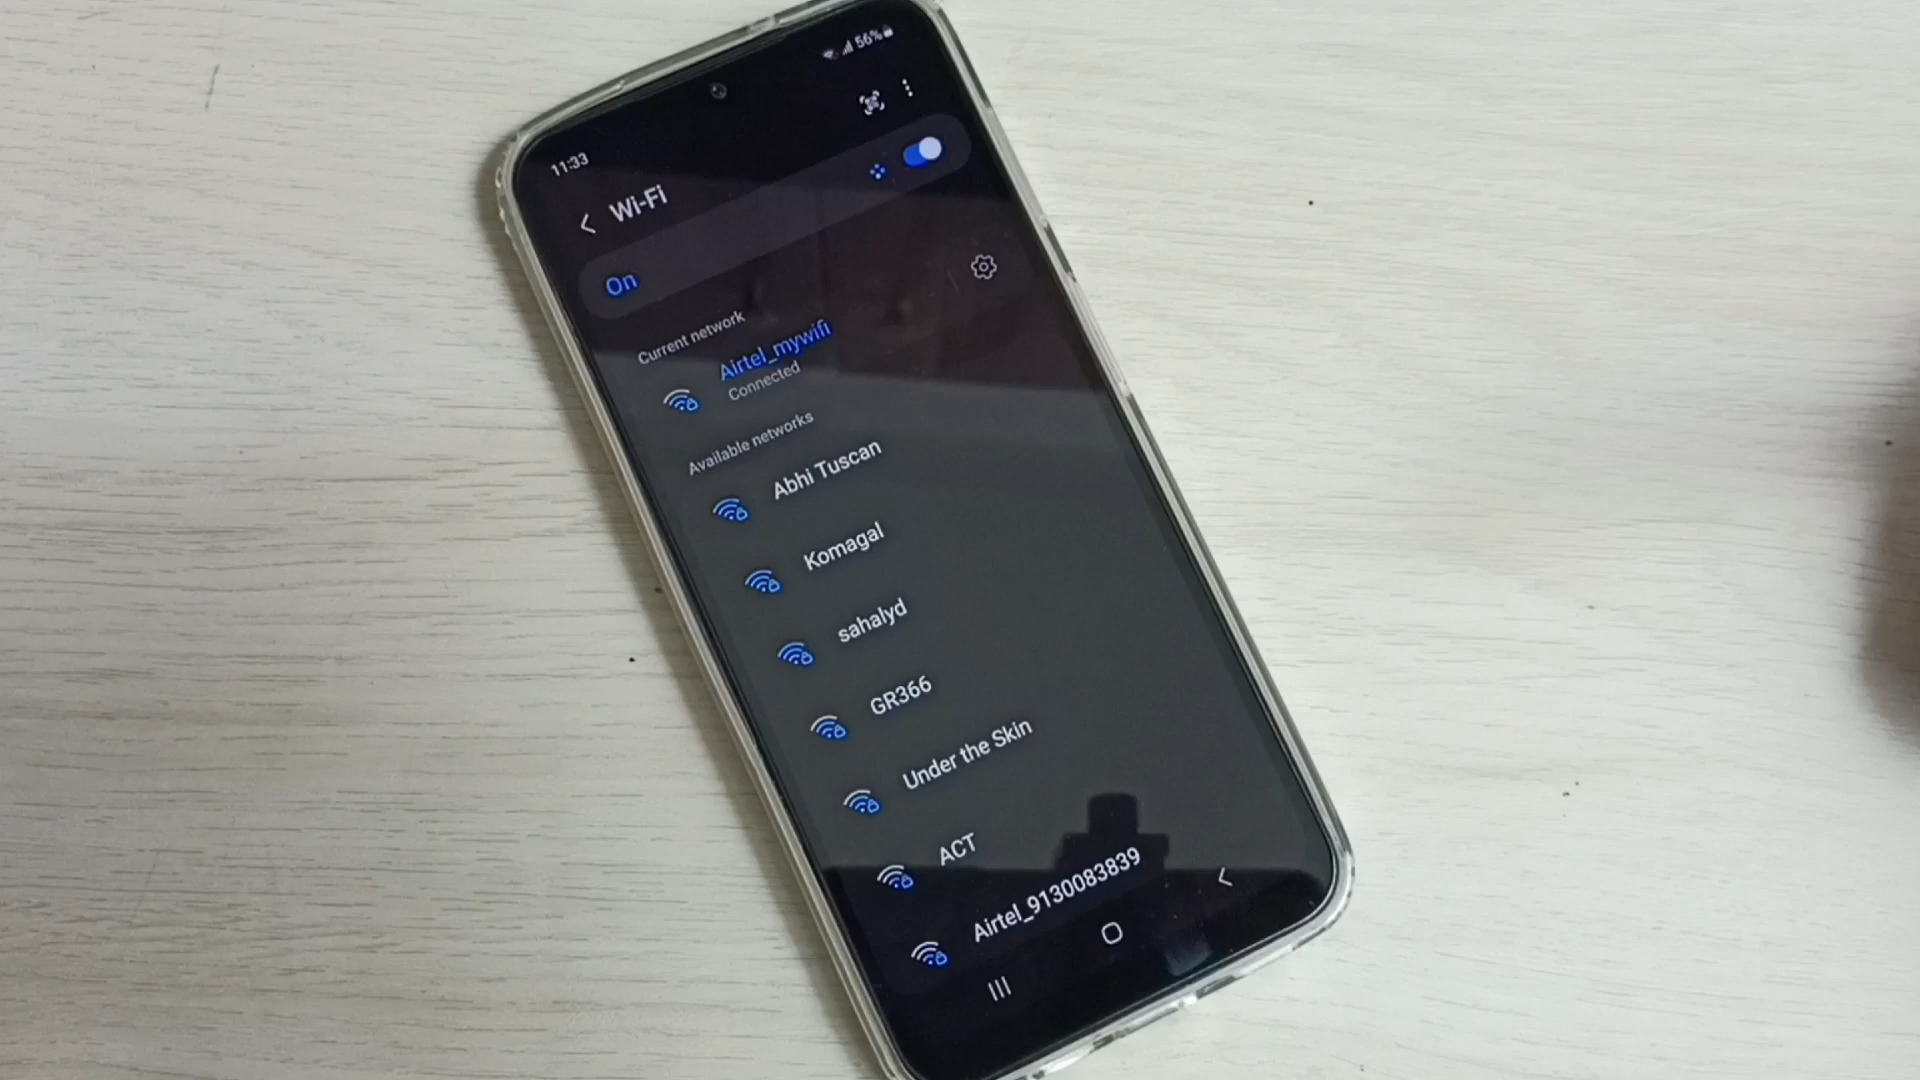 11:33
56%
Wi-Fi
On
Current network
Airtel_mywifi
Connected
Available networks
Abhi Tuscan
Komagal
sahalyd
GR366
Under the Skin
ACT
Airtel_9130083839